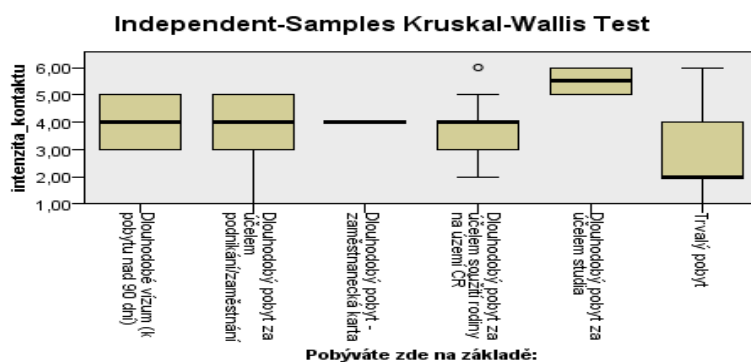 Independent-Samples Kruskal-Wallis Test
intenzita_kontaktu
6,00
5,00
4,00
3,00
2,00
1,00
Dlouhodobé vízum (k
pobytu nad 90 dní)
Dlouhodobý pobyt za
účelem
podnikání/zaměstnání
Dlouhodobý pobyt -
zaměstnanecká karta
Dlouhodobý pobyt za
účelem soužití rodiny
na území ČR
Dlouhodobý pobyt za
účelem studia
Trvalý pobyt
Pobýváte zde na základě: